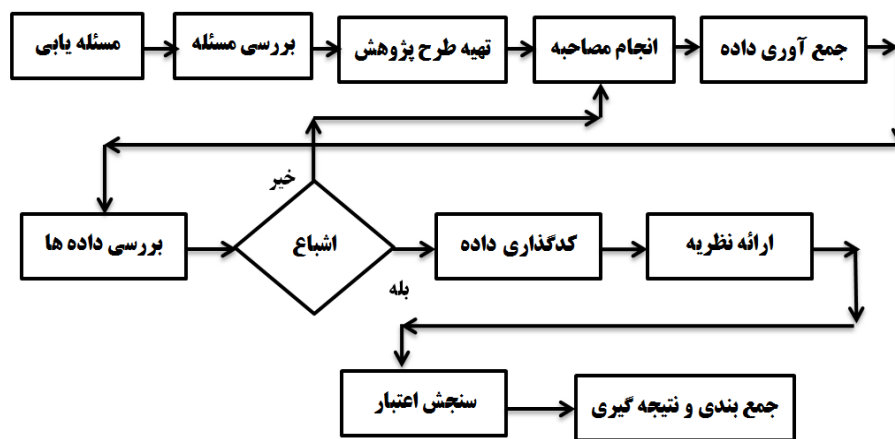 مسئله یابی
بررسی مسئله
تهیه طرح پژوهش
انجام مصاحبه
جمع آوری داده
خیر
بررسی داده ها
اشباع
بله
کدگذاری داده
ارائه نظریه
سنجش اعتبار
جمع بندی و نتیجه گیری